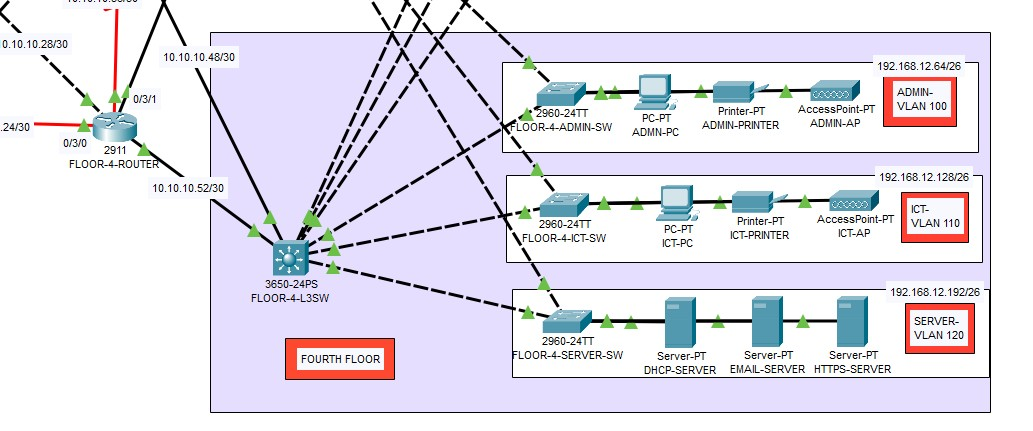 0.10.10.28/30
10.10.10.48/30
0/3/1
.24/30
0/3/0
2911
FLOOR-4-ROUTER
10.10.10.52/30
3650-24PS
FLOOR-4-L3SW
FOURTH FLOOR
192.168.12.64/26
2960-24TT
FLOOR-4-ADMIN-SW
PC-PT
ADMN-PC
Printer-PT
ADMIN-PRINTER
AccessPoint-PT
ADMIN-AP
ADMIN-
VLAN 100
192.168.12.128/26
2960-24TT
FLOOR-4-ICT-SW
PC-PT
ICT-PC
Printer-PT
ICT-PRINTER
AccessPoint-PT
ICT-AP
ICT-
VLAN 110
192.168.12.192/26
2960-24TT
FLOOR-4-SERVER-SW
Server-PT
DHCP-SERVER
Server-PT
EMAIL-SERVER
Server-PT
HTTPS-SERVER
SERVER-
VLAN 120